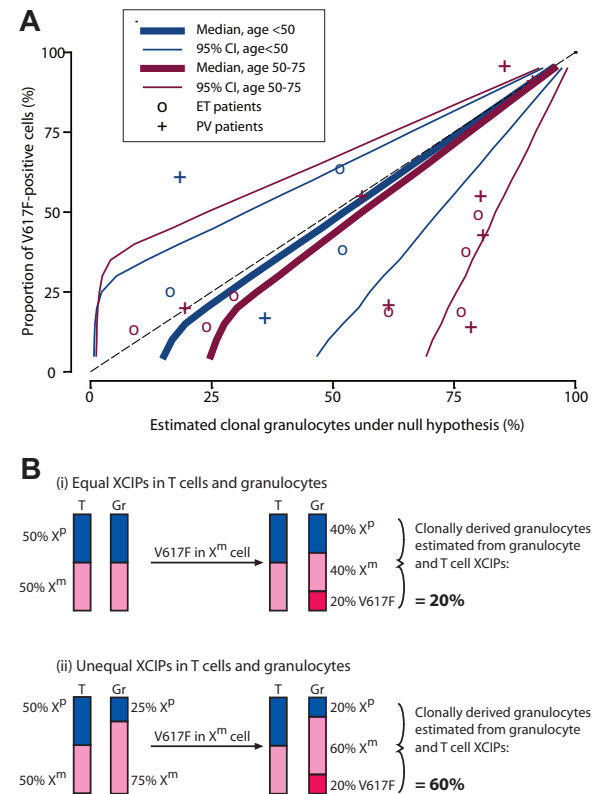 A
Median, age <50
95% CI, age<50
Median, age 50-75
95% CI, age 50-75
ET patients
PV patients
Proportion of V617F-positive cells (%)
100
75
50
25
0
0 25 50 75 100
Estimated clonal granulocytes under null hypothesis (%)
B
(i) Equal XCIPs in T cells and granulocytes
T Gr T Gr
50% Xp
50% Xm
V617F in Xm cell
40% Xp
40% Xm
20% V617F
Clonally derived granulocytes
estimated from granulocyte
and T cell XCIPs:
= 20%
(ii) Unequal XCIPs in T cells and granulocytes
T Gr T Gr
50% Xp 25% Xp
50% Xm 75% Xm
V617F in Xm cell
20% Xp
60% Xm
20% V617F
Clonally derived granulocytes
estimated from granulocyte
and T cell XCIPs:
= 60%